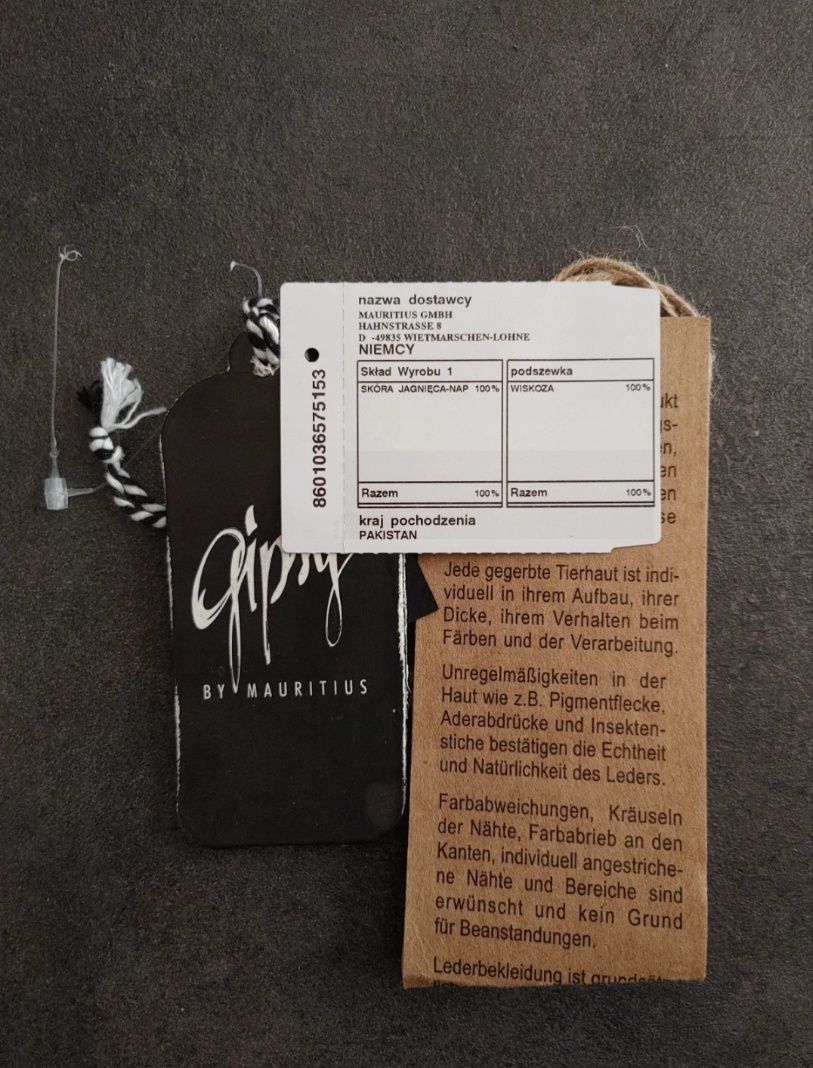 nazwa dostawcy
MAURITIUS GMBH
HAHNSTRASSE 8
D -49835 WIETMARSCHEN-LOHNE
NIEMCY
Skład Wyrobu 1
SKÓRA JAGNIĘCA-NAP 100%
Razem 100%
podszewka
WISKOZA 100%
Razem 100%
kraj pochodzenia
PAKISTAN
8601036575153
Gipsy
BY MAURITIUS
Jede gegerbte Tierhaut ist indi-
viduell in ihrem Aufbau, ihrer
Dicke, ihrem Verhalten beim
Färben und der Verarbeitung.
Unregelmäßigkeiten in der
Haut wie z.B. Pigmentflecke,
Aderabdrücke und Insekten-
stiche bestätigen die Echtheit
und Natürlichkeit des Leders.
Farbabweichungen, Kräuseln
der Nähte, Farbabrieb an den
Kanten, individuell angestriche-
ne Nähte und Bereiche sind
erwünscht und kein Grund
für Beanstandungen.
Lederbekleidung ist